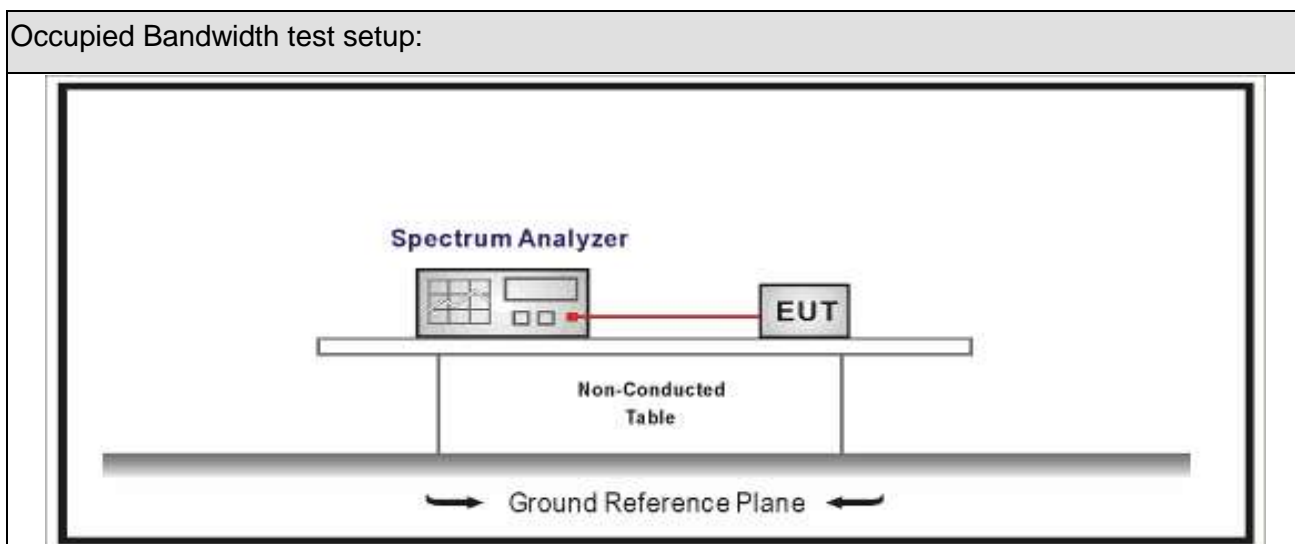 Occupied Bandwidth test setup:
Spectrum Analyzer
EUT
Non-Conducted
Table
Ground Reference Plane